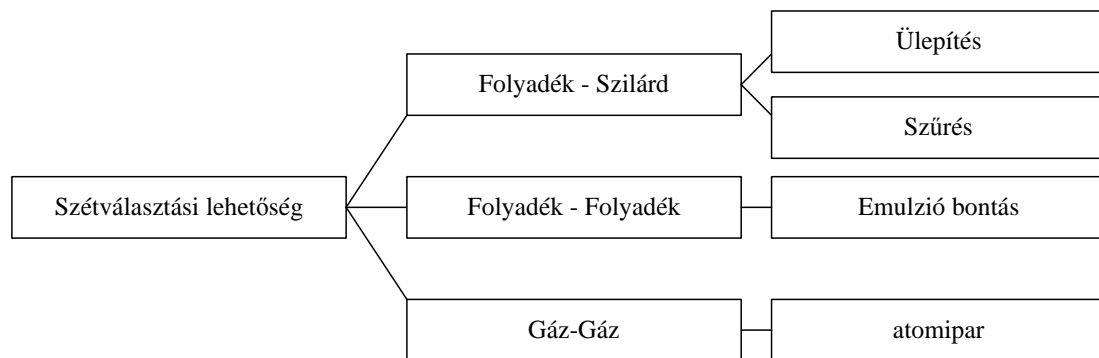 Ülepítés
Folyadék - Szilárd
Szűrés
Szétválasztási lehetőség
Folyadék - Folyadék
Emulzió bontás
Gáz-Gáz
atomipar